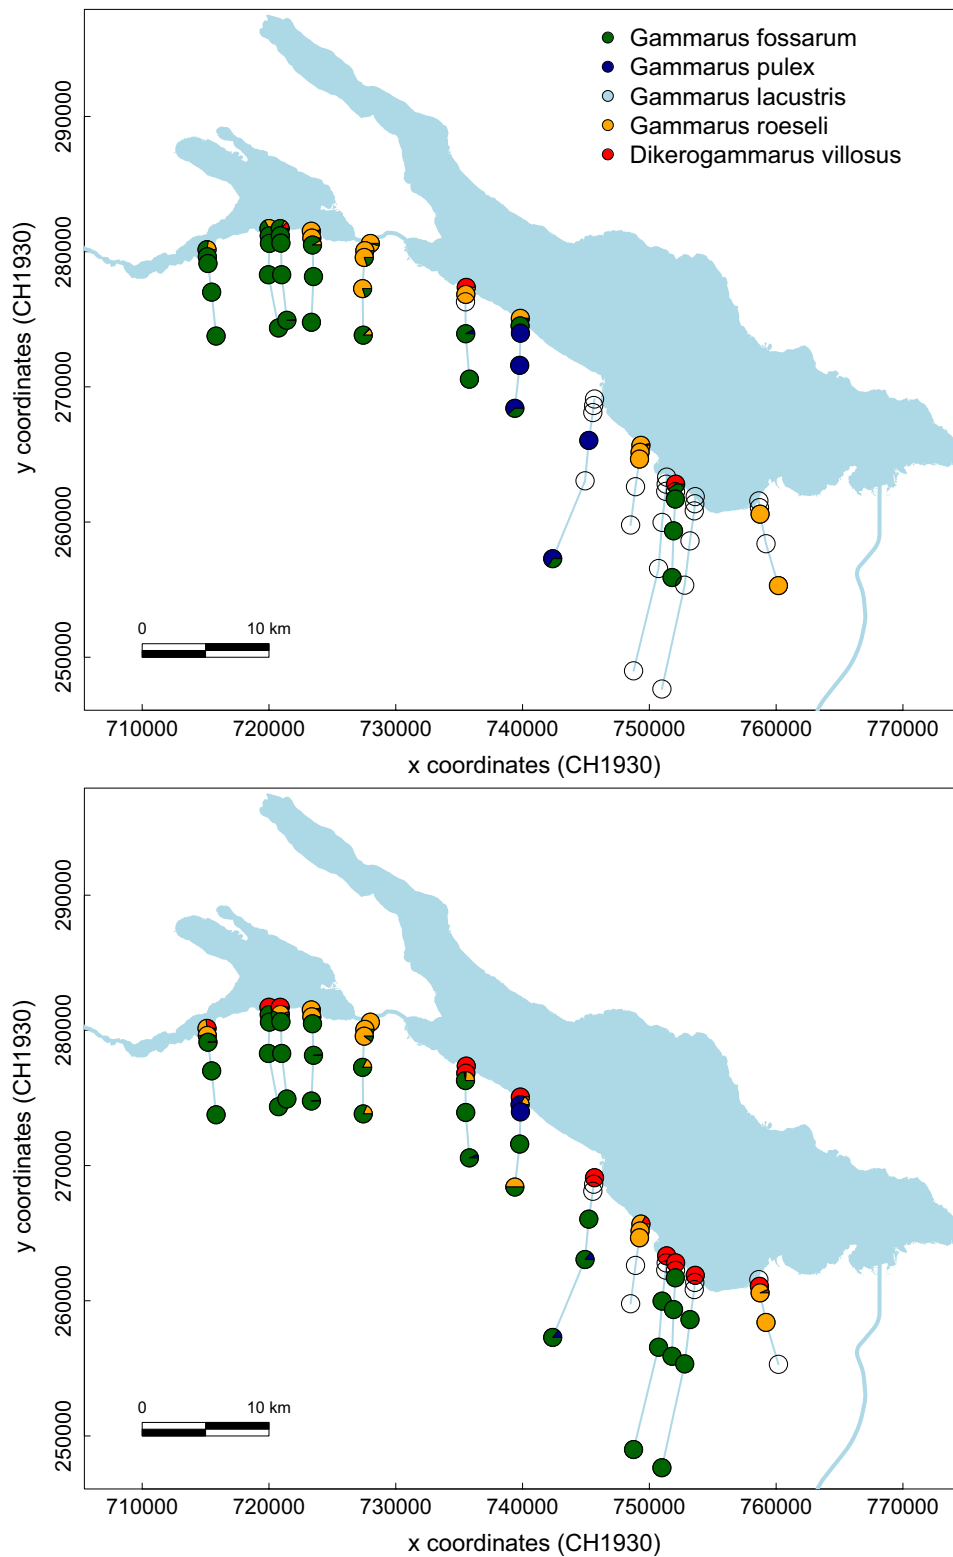 Gammarus fossarum
Gammarus pulex
Gammarus lacustris
Gammarus roeseli
Dikerogammarus villosus
290000
280000
270000
260000
250000
y coordinates (CH1930)
0 10 km
710000 720000 730000 740000 750000 760000 770000
x coordinates (CH1930)
290000
280000
270000
260000
250000
y coordinates (CH1930)
0 10 km
710000 720000 730000 740000 750000 760000 770000
x coordinates (CH1930)